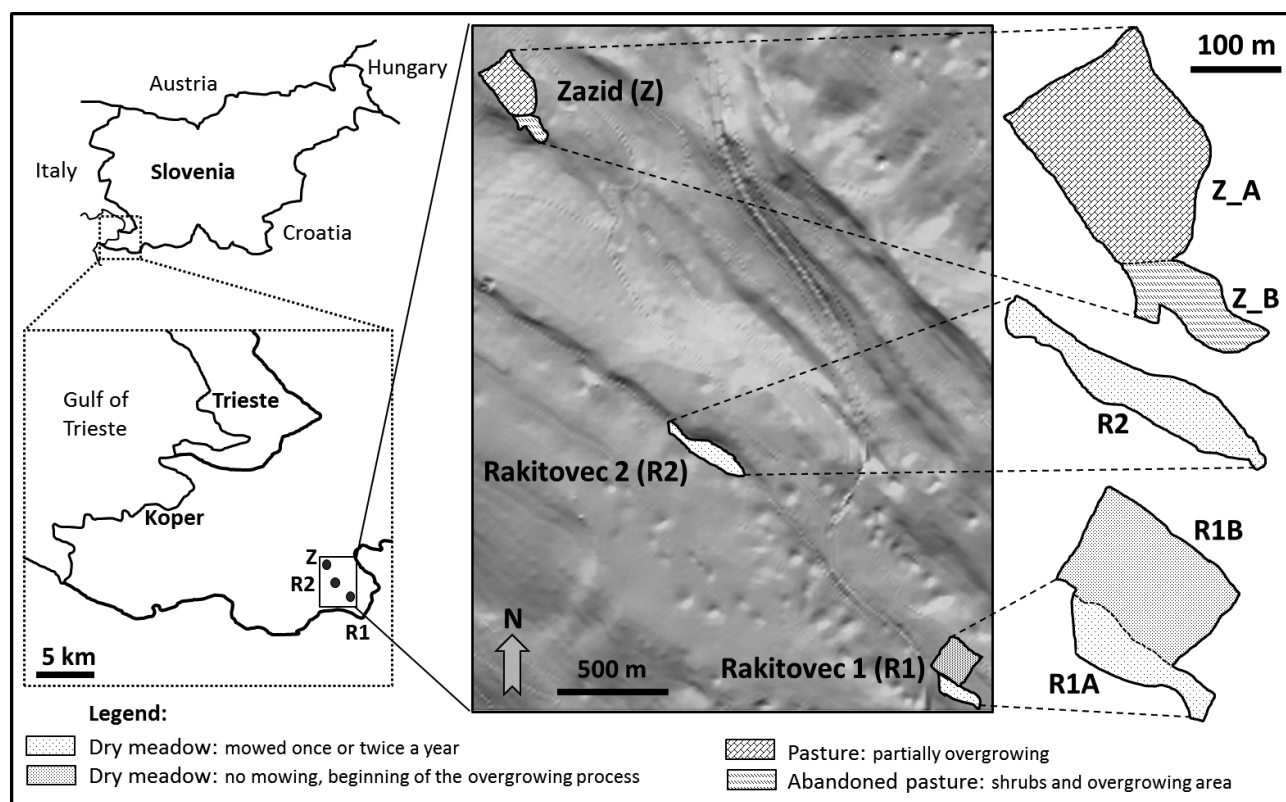 Austria
Hungary
Italy
Slovenia
Croatia
Gulf of
Trieste
Trieste
Koper
Z
R2
R1
5 km
Zazid (Z)
Rakitovec 2 (R2)
N
500 m
Rakitovec 1 (R1)
100 m
Z_A
Z_B
R2
R1B
R1A
Legend:
Dry meadow: mowed once or twice a year
Dry meadow: no mowing, beginning of the overgrowing process
Pasture: partially overgrowing
Abandoned pasture: shrubs and overgrowing area